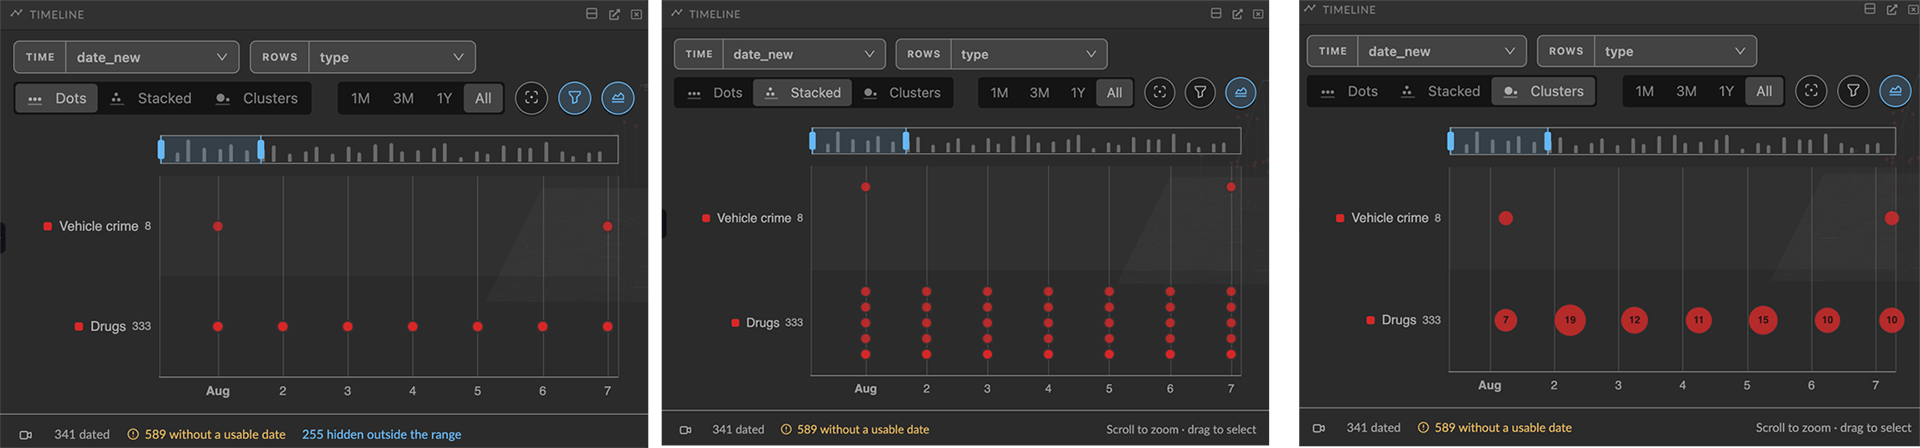 TIMELINE
TIME date_new ROWS type
Dots Stacked Clusters 1M 3M 1Y All
Vehicle crime 8
Drugs 333
Aug 2 3 4 5 6 7
341 dated 589 without a usable date 255 hidden outside the range
TIMELINE
TIME date_new ROWS type
Dots Stacked Clusters 1M 3M 1Y All
Vehicle crime 8
Drugs 333
Aug 2 3 4 5 6 7
341 dated 589 without a usable date Scroll to zoom · drag to select
TIMELINE
TIME date_new ROWS type
Dots Stacked Clusters 1M 3M 1Y All
Vehicle crime 8
Drugs 333 7 19 12 11 15 10 10
Aug 2 3 4 5 6 7
341 dated 589 without a usable date Scroll to zoom · drag to select